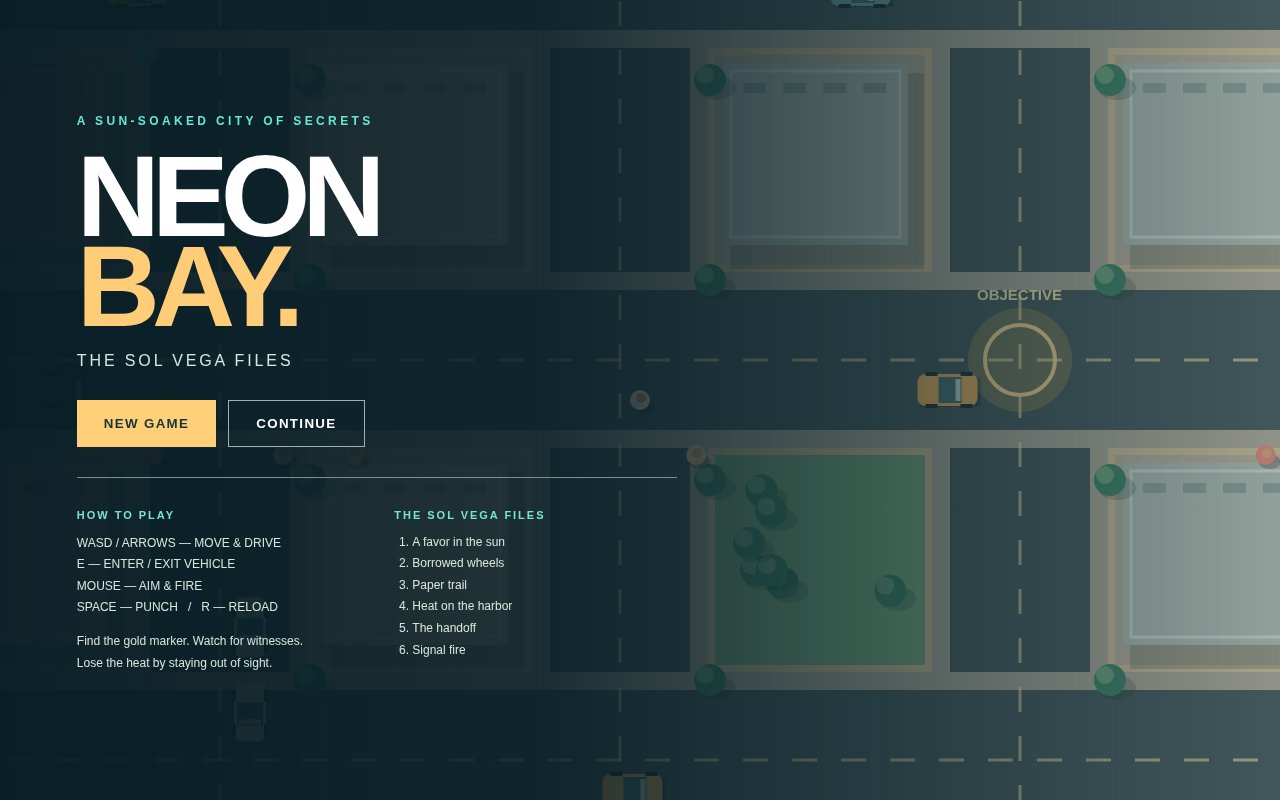 A SUN-SOAKED CITY OF SECRETS
NEON
BAY.
THE SOL VEGA FILES
NEW GAME
CONTINUE
OBJECTIVE
HOW TO PLAY
WASD / ARROWS — MOVE & DRIVE
E — ENTER / EXIT VEHICLE
MOUSE — AIM & FIRE
SPACE — PUNCH / R — RELOAD
Find the gold marker. Watch for witnesses.
Lose the heat by staying out of sight.
THE SOL VEGA FILES
1. A favor in the sun
2. Borrowed wheels
3. Paper trail
4. Heat on the harbor
5. The handoff
6. Signal fire